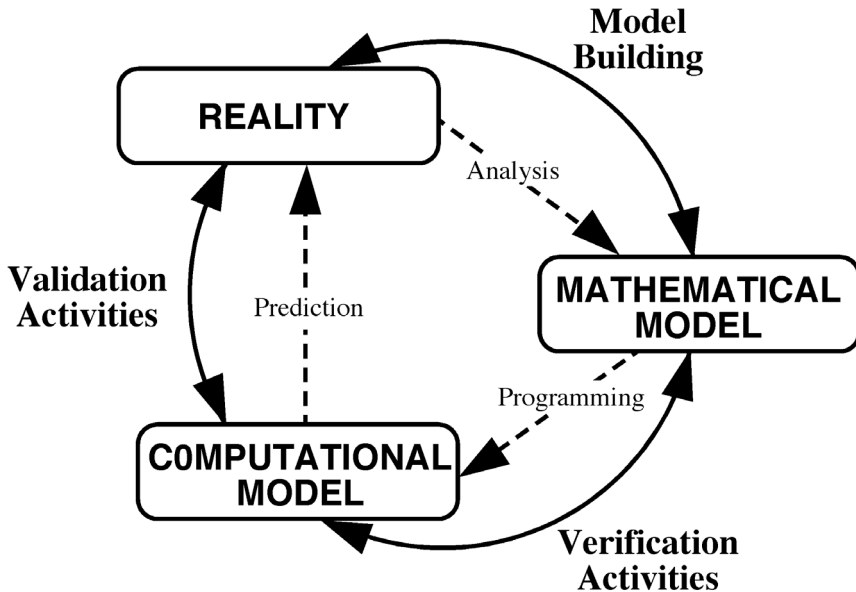 Model
Building
REALITY
Analysis
Validation
Activities
Prediction
MATHEMATICAL
MODEL
Programming
C0MPUTATIONAL
MODEL
Verification
Activities